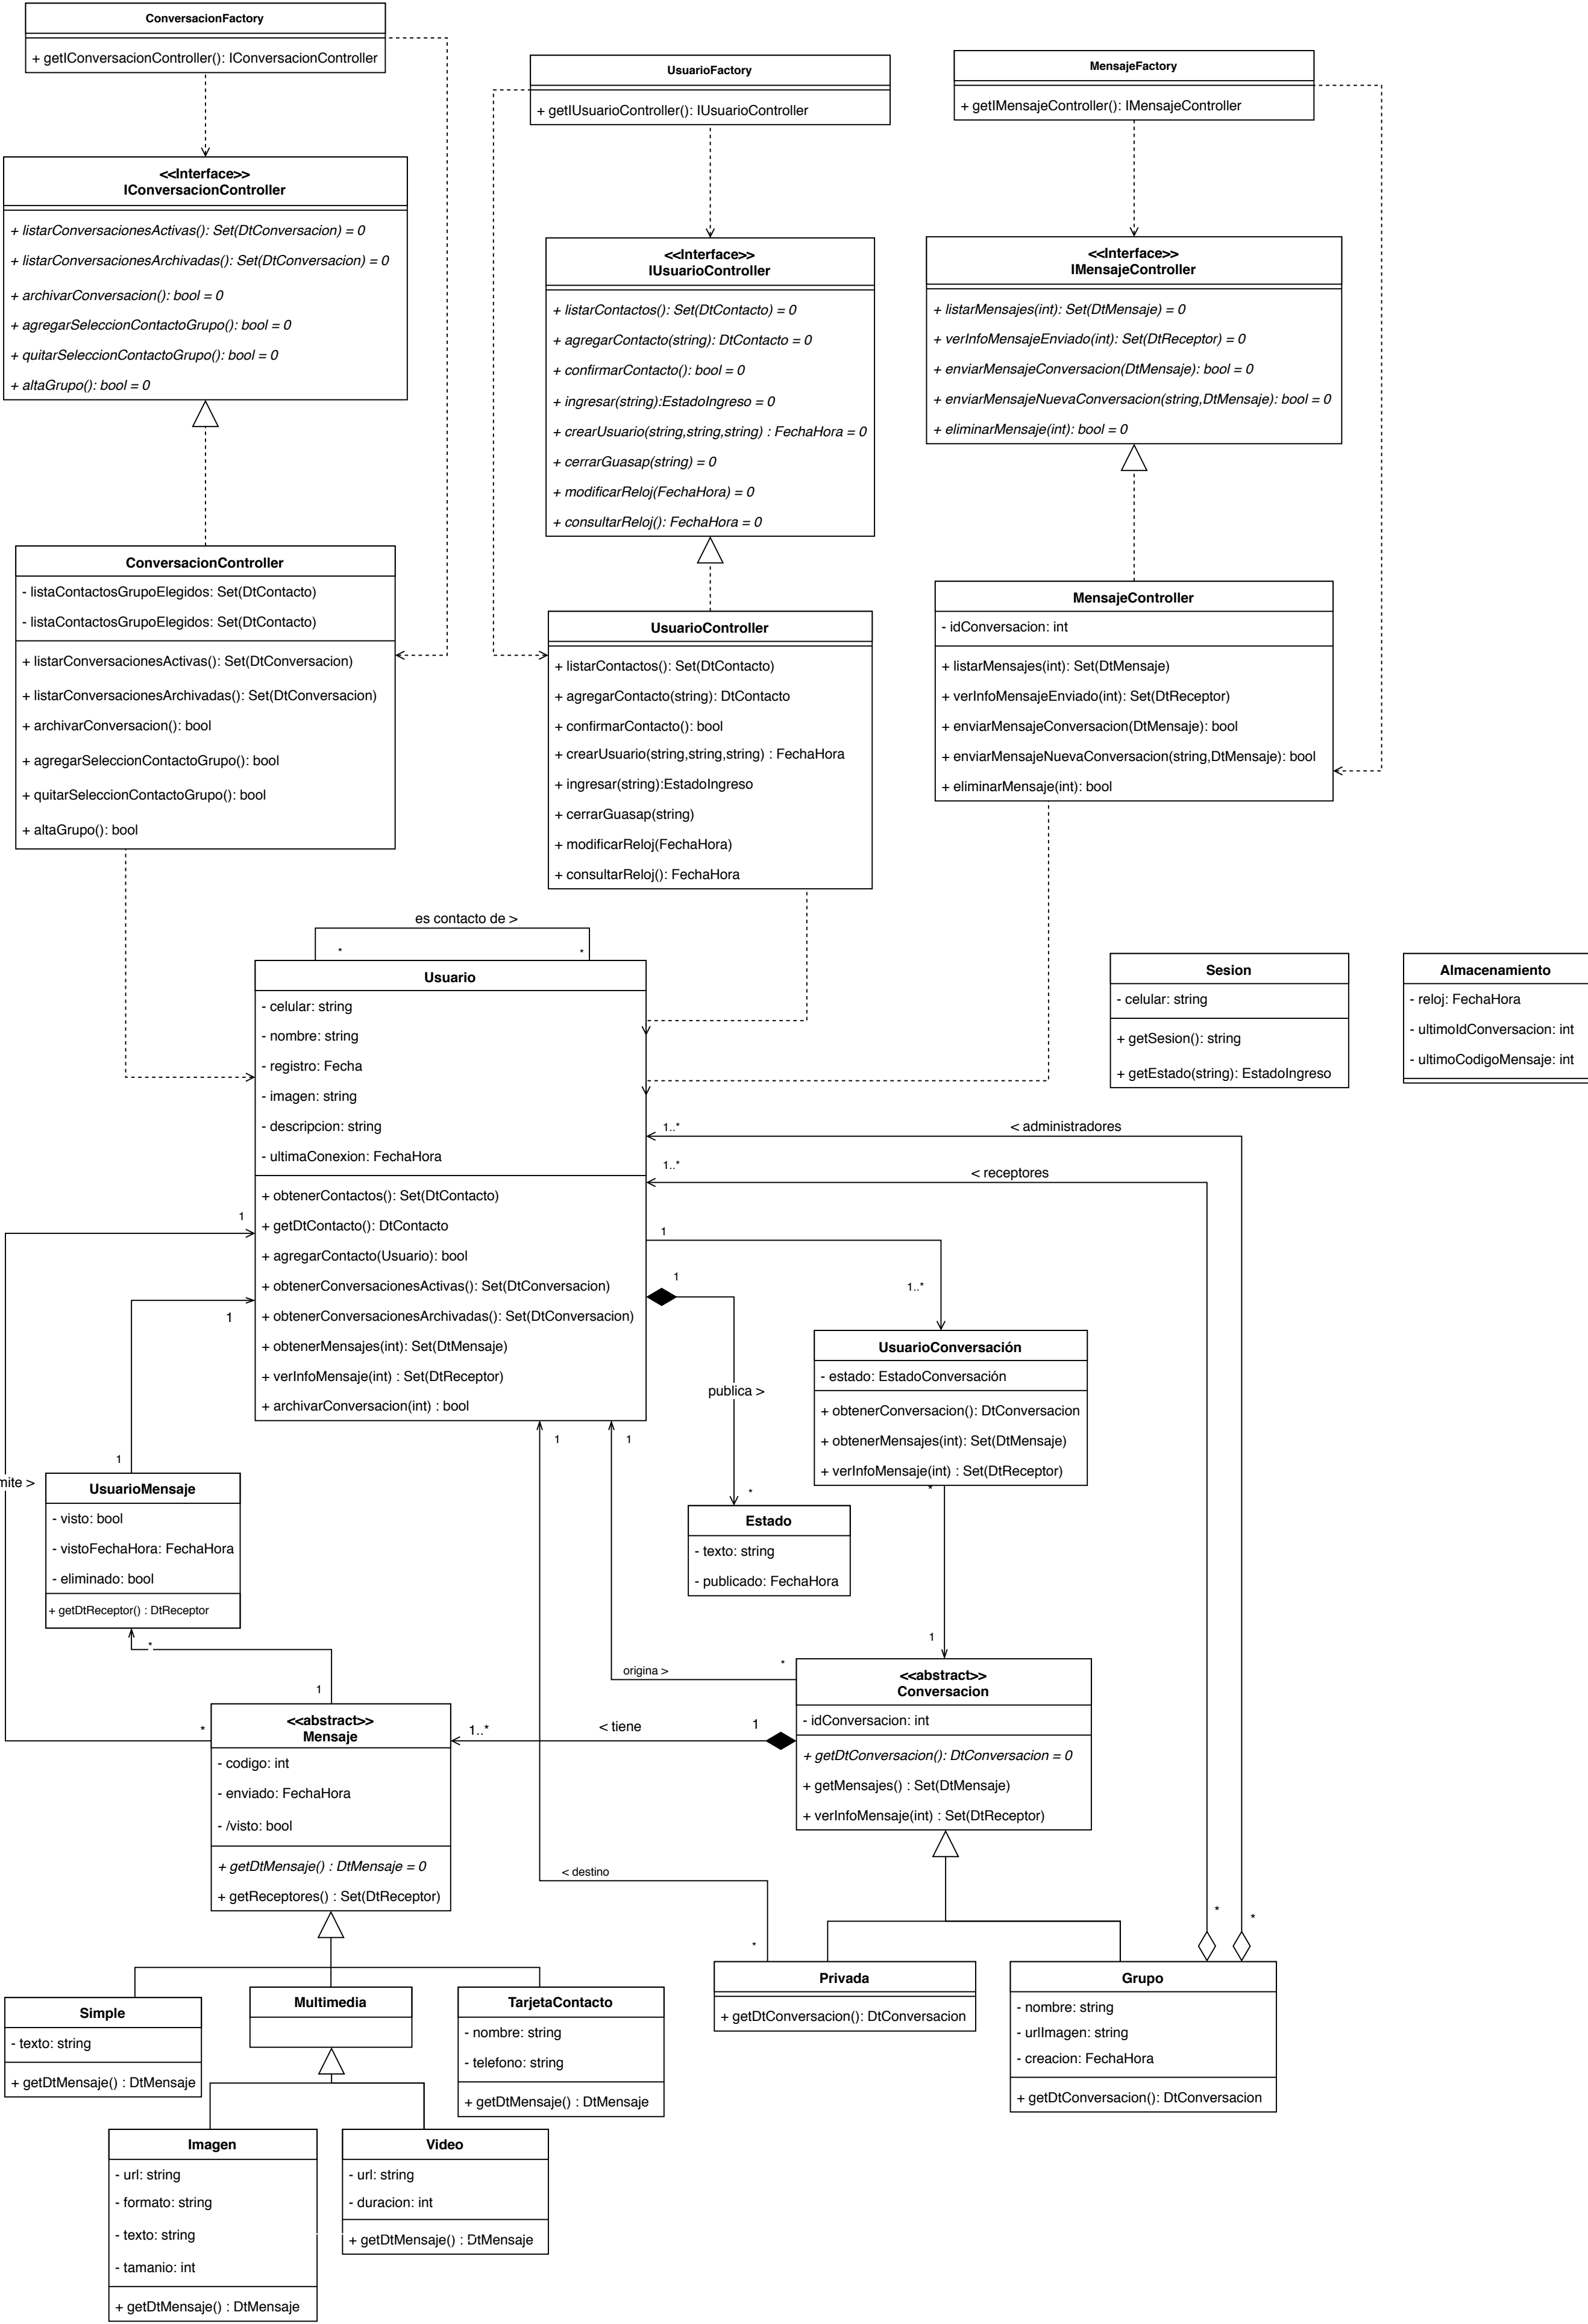 ConversacionFactory
+ getIConversacionController(): IConversacionController
UsuarioFactory
+ getIUsuarioController(): IUsuarioController
MensajeFactory
+ getIMensajeController(): IMensajeController
<<Interface>>
IConversacionController
+ listarConversacionesActivas(): Set(DtConversacion) = 0
+ listarConversacionesArchivadas(): Set(DtConversacion) = 0
+ archivarConversacion(): bool = 0
+ agregarSeleccionContactoGrupo(): bool = 0
+ quitarSeleccionContactoGrupo(): bool = 0
+ altaGrupo(): bool = 0
<<Interface>>
IUsuarioController
+ listarContactos(): Set(DtContacto) = 0
+ agregarContacto(string): DtContacto = 0
+ confirmarContacto(): bool = 0
+ ingresar(string):EstadoIngreso = 0
+ crearUsuario(string,string,string) : FechaHora = 0
+ cerrarGuasap(string) = 0
+ modificarReloj(FechaHora) = 0
+ consultarReloj(): FechaHora = 0
<<Interface>>
IMensajeController
+ listarMensajes(int): Set(DtMensaje) = 0
+ verInfoMensajeEnviado(int): Set(DtReceptor) = 0
+ enviarMensajeConversacion(DtMensaje): bool = 0
+ enviarMensajeNuevaConversacion(string,DtMensaje): bool = 0
+ eliminarMensaje(int): bool = 0
ConversacionController
- listaContactosGrupoElegidos: Set(DtContacto)
- listaContactosGrupoElegidos: Set(DtContacto)
+ listarConversacionesActivas(): Set(DtConversacion)
+ listarConversacionesArchivadas(): Set(DtConversacion)
+ archivarConversacion(): bool
+ agregarSeleccionContactoGrupo(): bool
+ quitarSeleccionContactoGrupo(): bool
+ altaGrupo(): bool
UsuarioController
+ listarContactos(): Set(DtContacto)
+ agregarContacto(string): DtContacto
+ confirmarContacto(): bool
+ crearUsuario(string,string,string) : FechaHora
+ ingresar(string):EstadoIngreso
+ cerrarGuasap(string)
+ modificarReloj(FechaHora)
+ consultarReloj(): FechaHora
MensajeController
- idConversacion: int
+ listarMensajes(int): Set(DtMensaje)
+ verInfoMensajeEnviado(int): Set(DtReceptor)
+ enviarMensajeConversacion(DtMensaje): bool
+ enviarMensajeNuevaConversacion(string,DtMensaje): bool
+ eliminarMensaje(int): bool
es contacto de >
*
*
Usuario
- celular: string
- nombre: string
- registro: Fecha
- imagen: string
- descripcion: string
- ultimaConexion: FechaHora
+ obtenerContactos(): Set(DtContacto)
+ getDtContacto(): DtContacto
+ agregarContacto(Usuario): bool
+ obtenerConversacionesActivas(): Set(DtConversacion)
+ obtenerConversacionesArchivadas(): Set(DtConversacion)
+ obtenerMensajes(int): Set(DtMensaje)
+ verInfoMensaje(int) : Set(DtReceptor)
+ archivarConversacion(int) : bool
Sesion
- celular: string
+ getSesion(): string
+ getEstado(string): EstadoIngreso
Almacenamiento
- reloj: FechaHora
- ultimoIdConversacion: int
- ultimoCodigoMensaje: int
1..*
< administradores
1..*
< receptores
1
1
1..*
1
1
publica >
*
UsuarioConversación
- estado: EstadoConversación
+ obtenerConversacion(): DtConversacion
+ obtenerMensajes(int): Set(DtMensaje)
+ verInfoMensaje(int) : Set(DtReceptor)
*
1
1
1
mite >
UsuarioMensaje
- visto: bool
- vistoFechaHora: FechaHora
- eliminado: bool
+ getDtReceptor() : DtReceptor
*
1
Estado
- texto: string
- publicado: FechaHora
1
origina >
*
<<abstract>>
Conversacion
- idConversacion: int
+ getDtConversacion(): DtConversacion = 0
+ getMensajes() : Set(DtMensaje)
+ verInfoMensaje(int) : Set(DtReceptor)
*
1..*
< tiene
1
<<abstract>>
Mensaje
- codigo: int
- enviado: FechaHora
- /visto: bool
+ getDtMensaje() : DtMensaje = 0
+ getReceptores() : Set(DtReceptor)
< destino
*
*
*
Privada
+ getDtConversacion(): DtConversacion
Grupo
- nombre: string
- urlImagen: string
- creacion: FechaHora
+ getDtConversacion(): DtConversacion
Simple
- texto: string
+ getDtMensaje() : DtMensaje
Multimedia
TarjetaContacto
- nombre: string
- telefono: string
+ getDtMensaje() : DtMensaje
Imagen
- url: string
- formato: string
- texto: string
- tamanio: int
+ getDtMensaje() : DtMensaje
Video
- url: string
- duracion: int
+ getDtMensaje() : DtMensaje